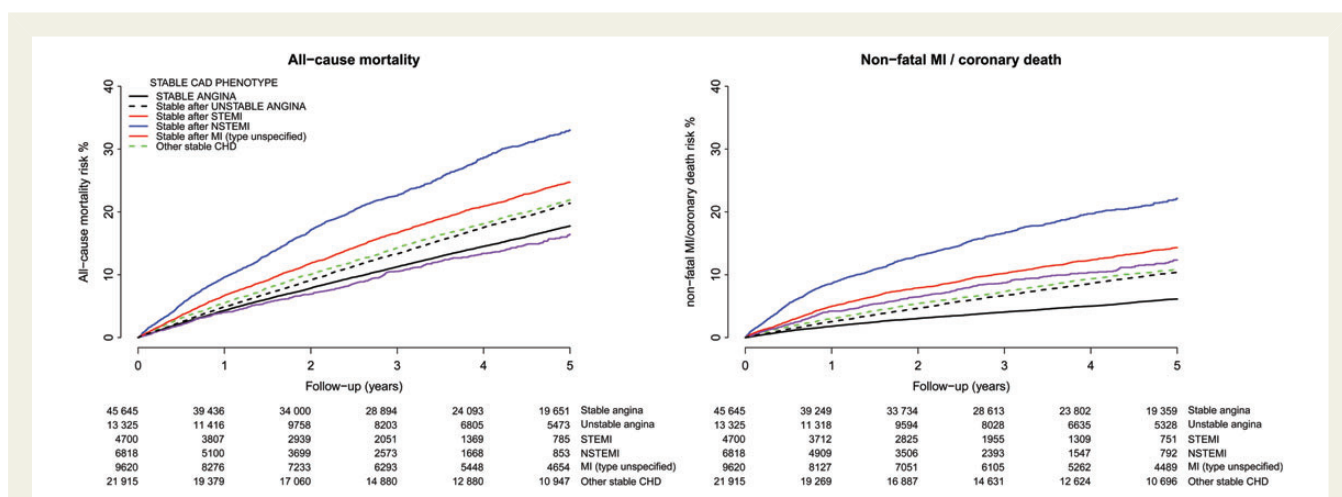 All-cause mortality
STABLE CAD PHENOTYPE
STABLE ANGINA
Stable after UNSTABLE ANGINA
Stable after STEMI
Stable after NSTEMI
Stable after MI (type unspecified)
Other stable CHD
All-cause mortality risk %
40
30
20
10
0
0 1 2 3 4 5
Follow-up (years)
45 645 39 436 34 000 28 894 24 093 19 651 Stable angina
13 325 11 416 9758 8203 6805 5473 Unstable angina
4700 3807 2939 2051 1369 785 STEMI
6818 5100 3699 2573 1668 853 NSTEMI
9620 8276 7233 6293 5448 4654 MI (type unspecified)
21 915 19 379 17 060 14 880 12 880 10 947 Other stable CHD
Non-fatal MI / coronary death
non-fatal MI/coronary death risk %
40
30
20
10
0
0 1 2 3 4 5
Follow-up (years)
45 645 39 249 33 734 28 613 23 802 19 359 Stable angina
13 325 11 318 9594 8028 6635 5328 Unstable angina
4700 3712 2825 1955 1309 751 STEMI
6818 4909 3506 2393 1547 792 NSTEMI
9620 8127 7051 6105 5262 4489 MI (type unspecified)
21 915 19 269 16 887 14 631 12 624 10 696 Other stable CHD